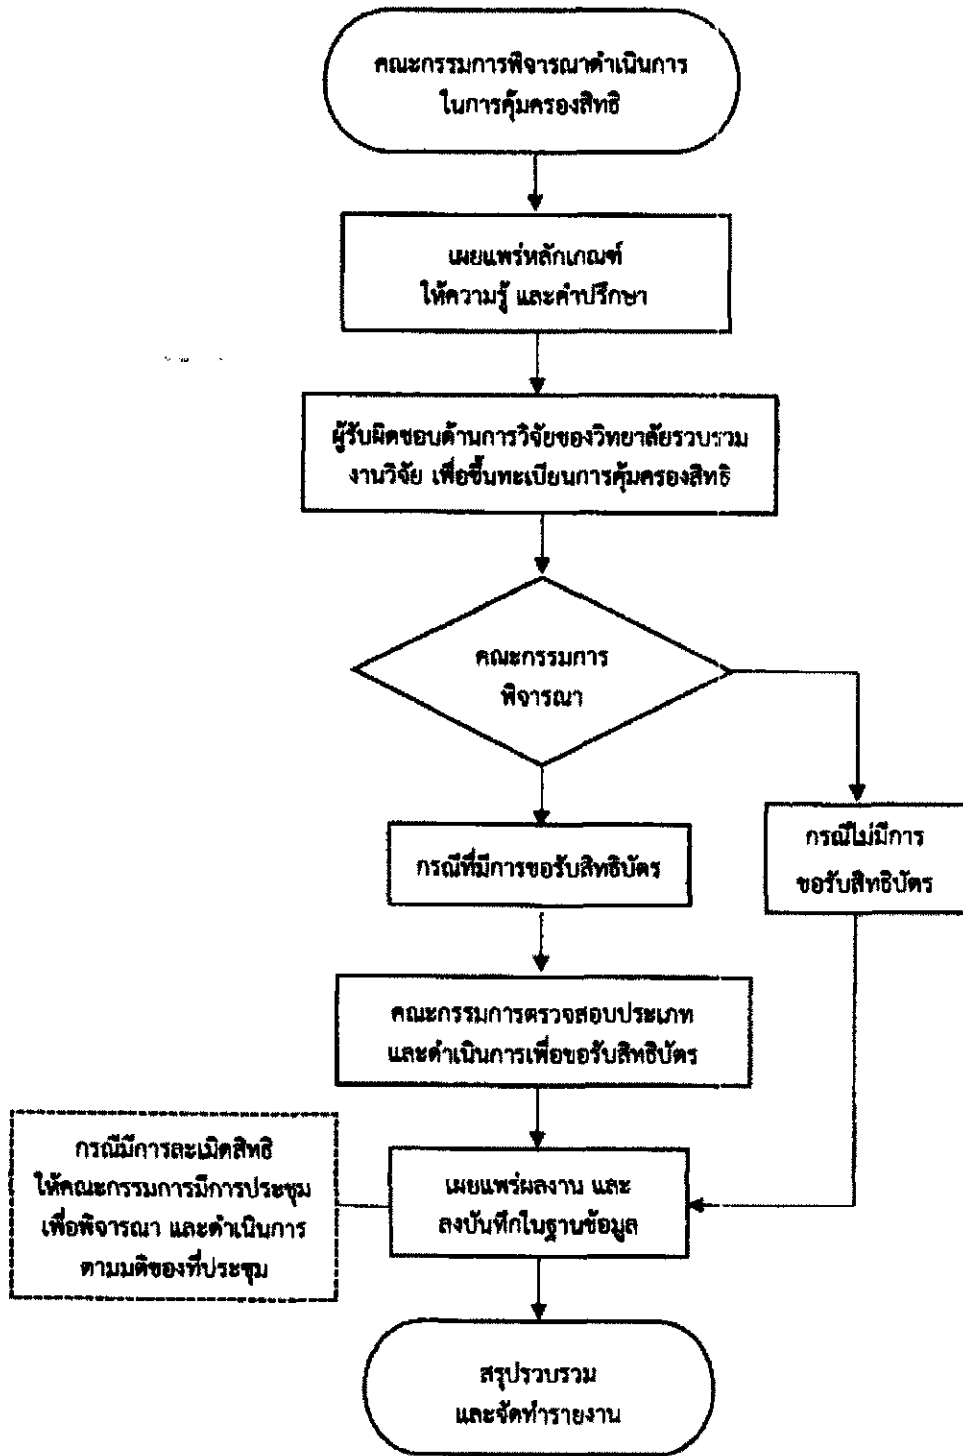 คณะกรรมการพิจารณาดำเนินการ
ในการคุ้มครองสิทธิ
เผยแพร่หลักเกณฑ์
ให้ความรู้ และคำปรึกษา
ผู้รับผิดชอบด้านการวิจัยของวิทยาลัยรวบรวม
งานวิจัย เพื่อขึ้นทะเบียนการคุ้มครองสิทธิ
คณะกรรมการ
พิจารณา
กรณีที่มีการขอรับสิทธิบัตร
กรณีไม่มีการ
ขอรับสิทธิบัตร
คณะกรรมการตรวจสอบประเภท
และดำเนินการเพื่อขอรับสิทธิบัตร
กรณีมีการละเมิดสิทธิ
ให้คณะกรรมการมีการประชุม
เพื่อพิจารณา และดำเนินการ
ตามมติของที่ประชุม
เผยแพร่ผลงาน และ
ลงบันทึกในฐานข้อมูล
สรุปรวบรวม
และจัดทำรายงาน